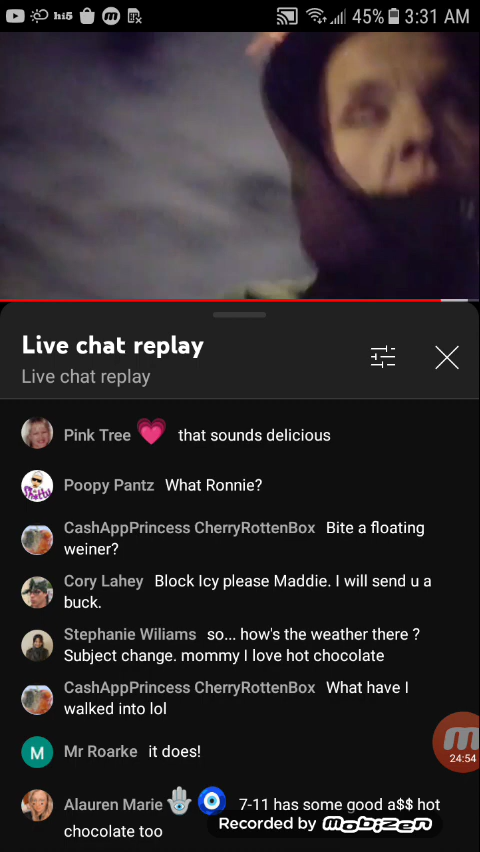 hi5 45% 3:31 AM
Live chat replay
Live chat replay
Pink Tree that sounds delicious
Poopy Pantz What Ronnie?
CashAppPrincess CherryRottenBox Bite a floating
weiner?
Cory Lahey Block Icy please Maddie. I will send u a
buck.
Stephanie Wiliams so... how's the weather there ?
Subject change. mommy I love hot chocolate
CashAppPrincess CherryRottenBox What have I
walked into lol
M Mr Roarke it does!
24:54
Alauren Marie 7-11 has some good a$$ hot
chocolate too
Recorded by mobizen